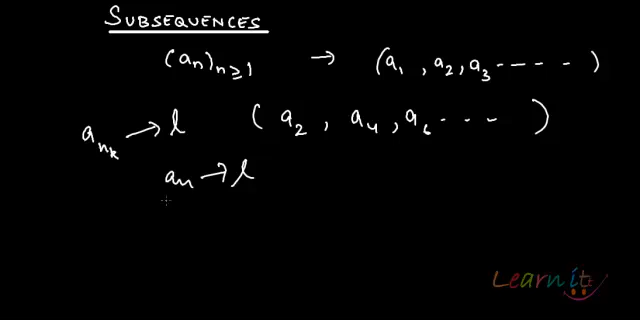 SUBSEQUENCES
(aₙ)ₙ≥₁ → (a₁, a₂, a₃ -----)
aₙₖ → l (a₂, a₄, a₆ ---)
aₙ → l
Learnit